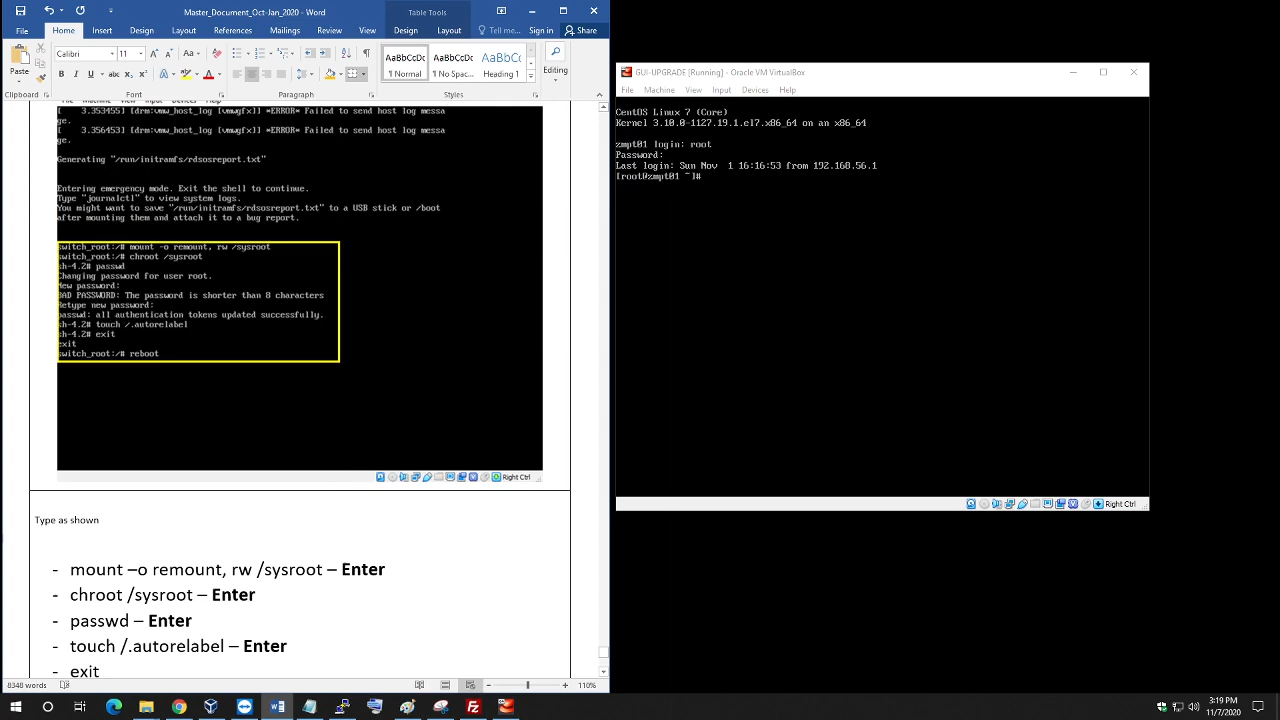 Modern_Updated_Documentation_Oct-Jan_2020 - Word
Table Tools
File
Home
Insert
Draw
Design
Layout
References
Mailings
Review
View
Design
Layout
Tell me...
Sign in
Share
Paste
Calibri
11
AaBbCcDc
AaBbCcDc
AaBbCc
¶ Normal
¶ No Spac...
Heading 1
Editing
Clipboard
Font
Paragraph
Styles
File Machine View Input Devices Help
[ 3.353455] [drm:vmw_host_log [vmwgfx]] *ERROR* Failed to send host log messa
ge.
[ 3.356453] [drm:vmw_host_log [vmwgfx]] *ERROR* Failed to send host log messa
ge.
Generating "/run/initramfs/rdsosreport.txt"
Entering emergency mode. Exit the shell to continue.
Type "journalctl" to view system logs.
You might want to save "/run/initramfs/rdsosreport.txt" to a USB stick or /boot
after mounting them and attach it to a bug report.
switch_root:/# mount -o remount, rw /sysroot
switch_root:/# chroot /sysroot
sh-4.2# passwd
Changing password for user root.
New password:
BAD PASSWORD: The password is shorter than 8 characters
Retype new password:
passwd: all authentication tokens updated successfully.
sh-4.2# touch /.autorelabel
sh-4.2# exit
exit
switch_root:/# reboot
Right Ctrl
Type as shown
- mount –o remount, rw /sysroot – Enter
- chroot /sysroot – Enter
- passwd – Enter
- touch /.autorelabel – Enter
- exit
8348 words
110%
GUI-UPGRADE [Running] - Oracle VM VirtualBox
File
Machine
View
Input
Devices
Help
CentOS Linux 7 (Core)
Kernel 3.10.0-1127.19.1.el7.x86_64 on an x86_64
zmpt01 login: root
Password:
Last login: Sun Nov 1 16:16:53 from 192.168.56.1
[root@zmpt01 ~]#
Right Ctrl
3:19 PM
11/7/2020